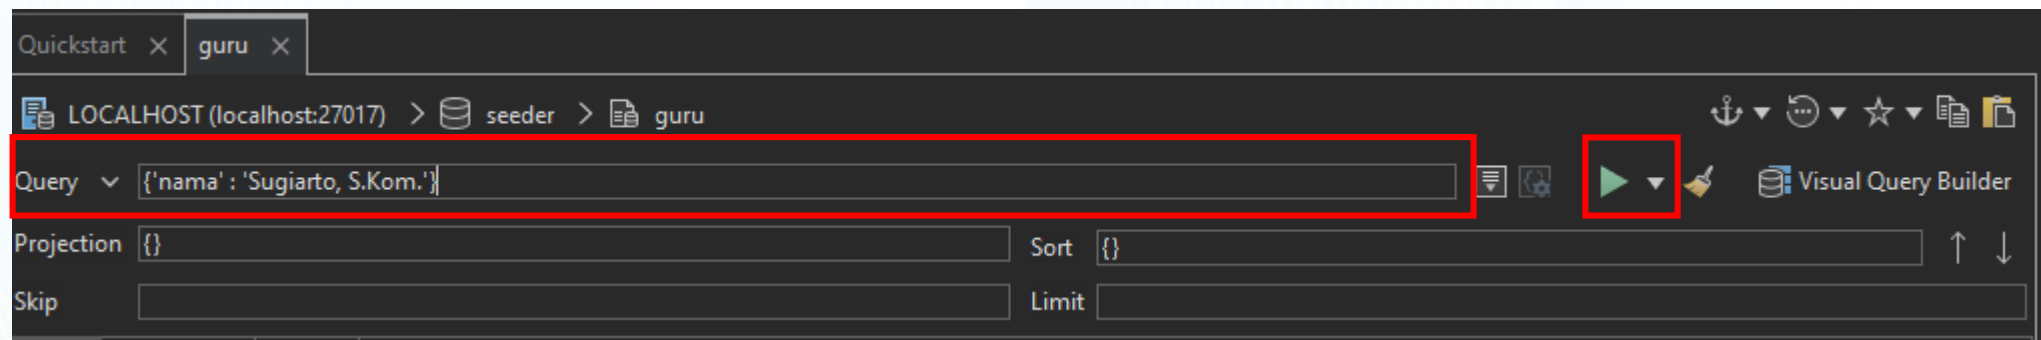 Quickstart guru
LOCALHOST (localhost:27017) > seeder > guru
Query {'nama' : 'Sugiarto, S.Kom.'} Visual Query Builder
Projection {} Sort {}
Skip Limit